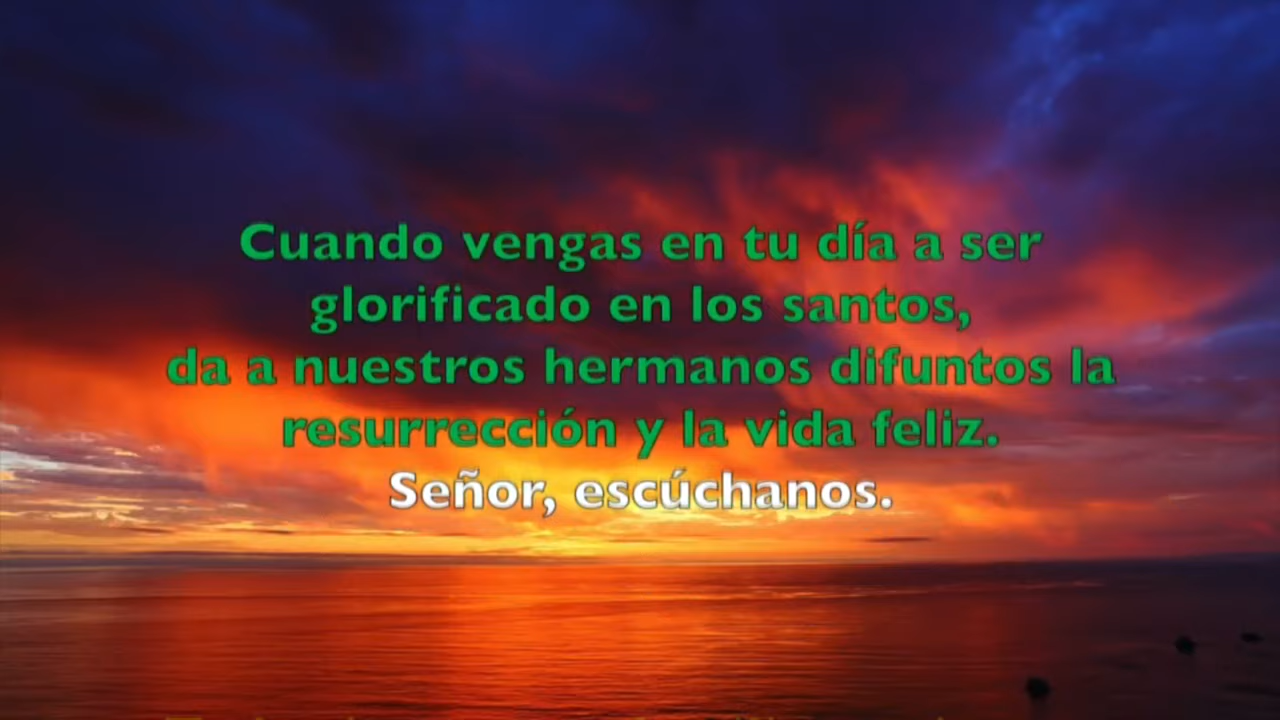 Cuando vengas en tu día a ser
glorificado en los santos,
da a nuestros hermanos difuntos la
resurrección y la vida feliz.
Señor, escúchanos.